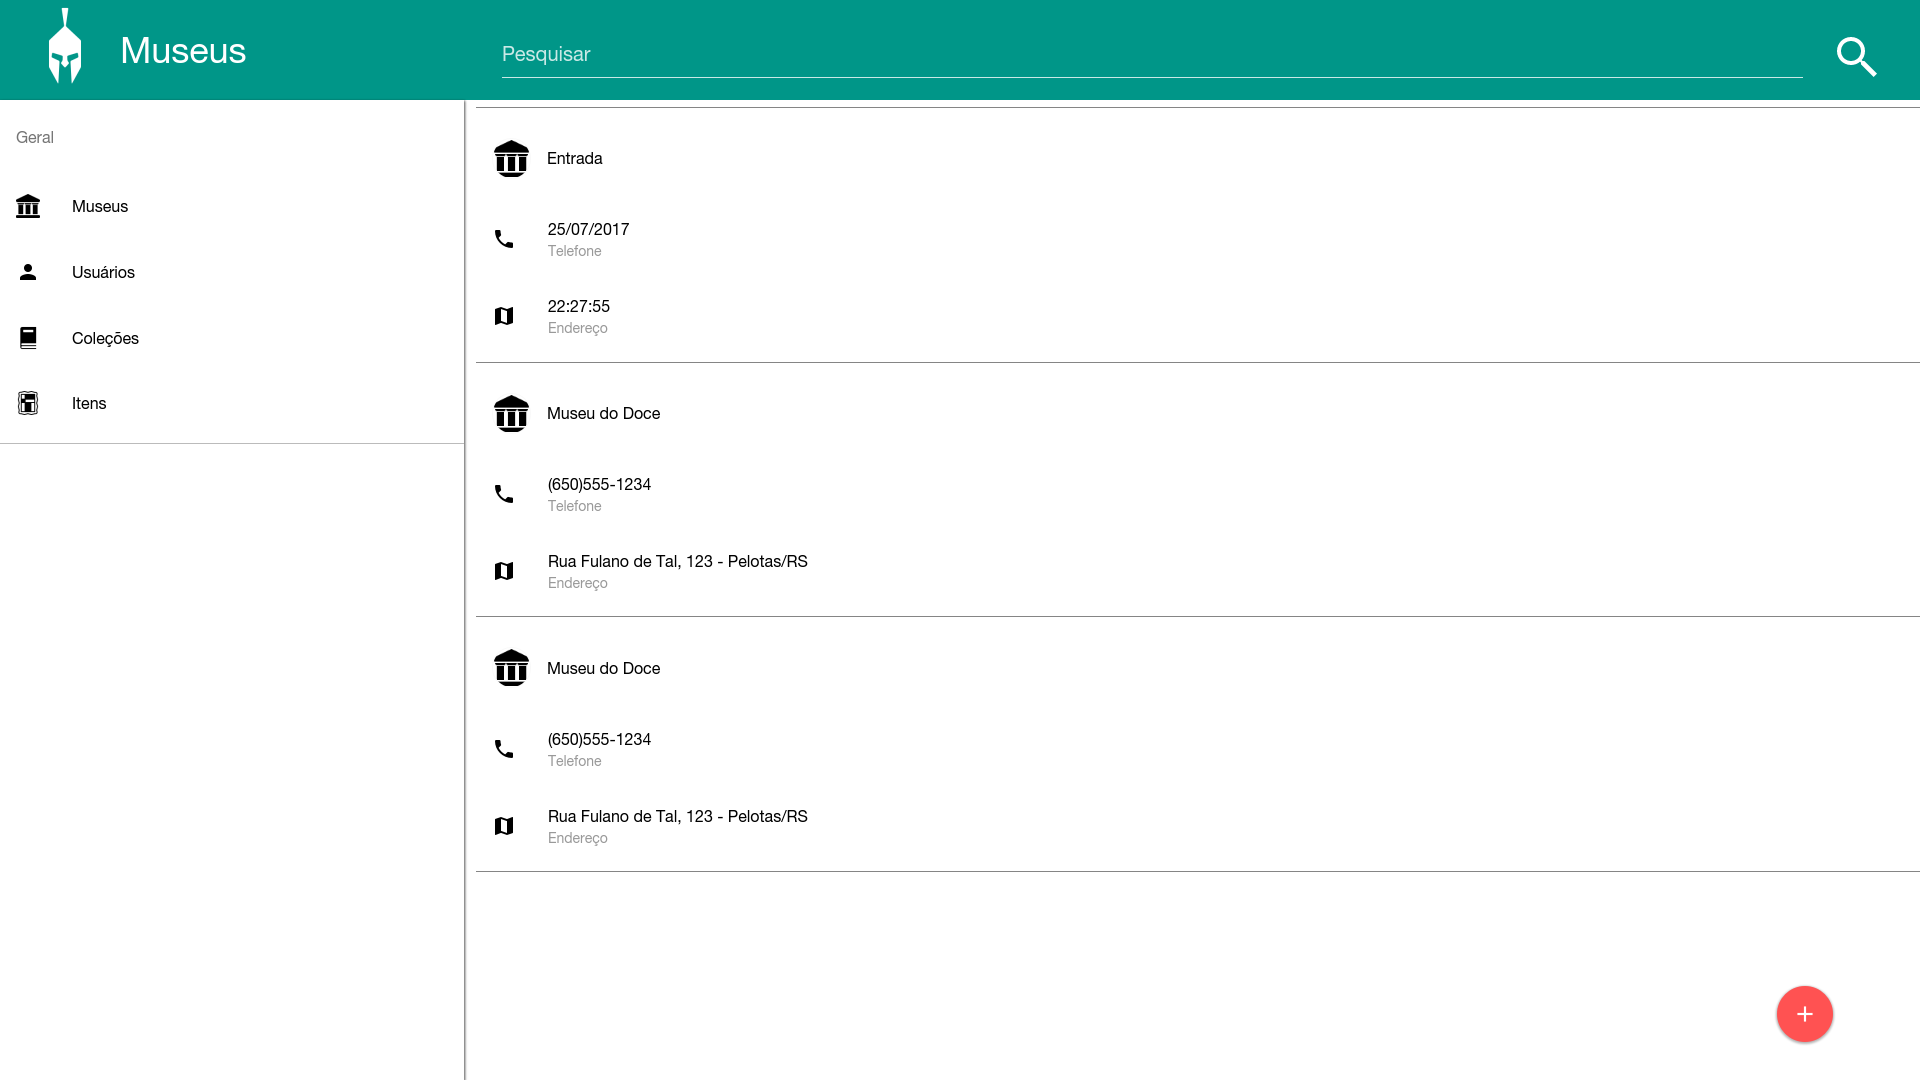 Museus
Pesquisar
Geral
Museus
Usuários
Coleções
Itens
Entrada
25/07/2017
Telefone
22:27:55
Endereço
Museu do Doce
(650)555-1234
Telefone
Rua Fulano de Tal, 123 - Pelotas/RS
Endereço
Museu do Doce
(650)555-1234
Telefone
Rua Fulano de Tal, 123 - Pelotas/RS
Endereço